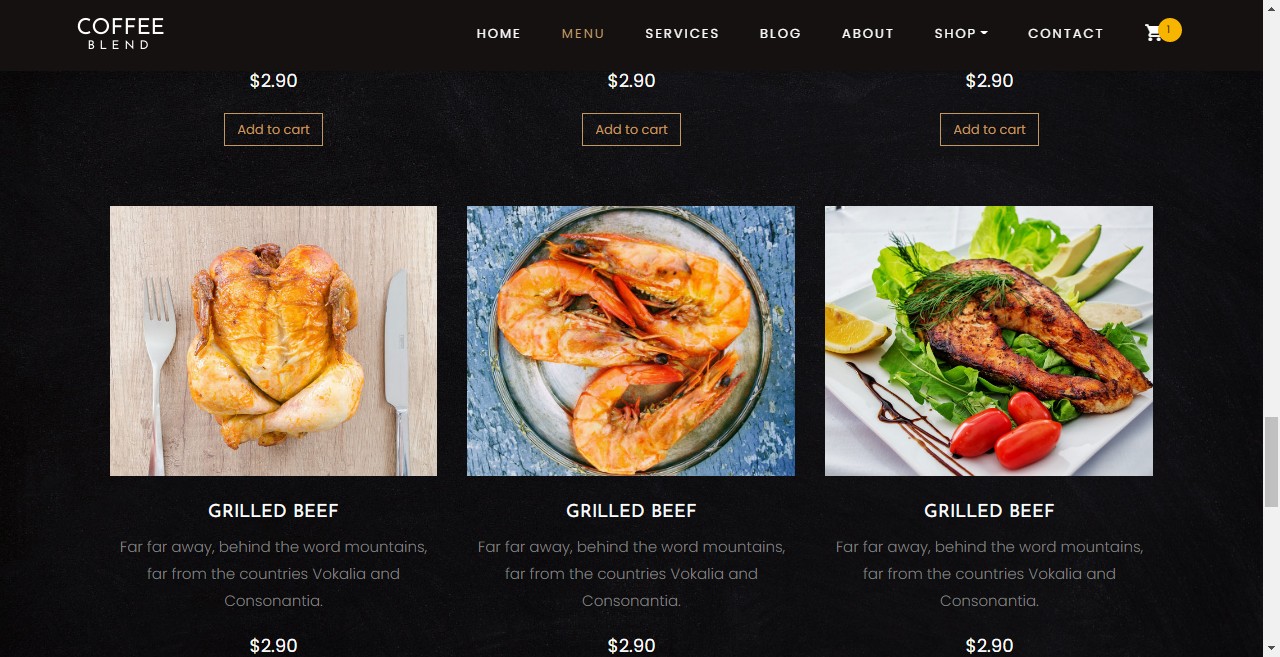 COFFEE
BLEND
HOME MENU SERVICES BLOG ABOUT SHOP CONTACT 1
$2.90 $2.90 $2.90
Add to cart Add to cart Add to cart
GRILLED BEEF GRILLED BEEF GRILLED BEEF
Far far away, behind the word mountains, Far far away, behind the word mountains, Far far away, behind the word mountains,
far from the countries Vokalia and far from the countries Vokalia and far from the countries Vokalia and
Consonantia. Consonantia. Consonantia.
$2.90 $2.90 $2.90